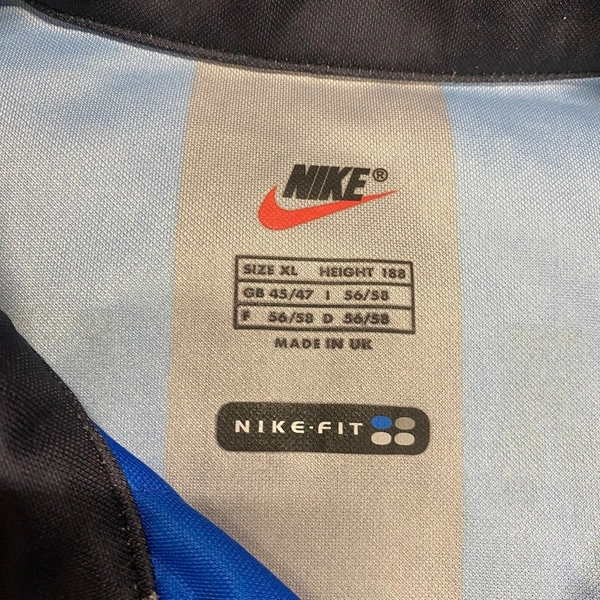 NIKE®
SIZE XL HEIGHT 188
GB 45/47 I 56/58
F 56/58 D 56/58
MADE IN UK
NIKE·FIT